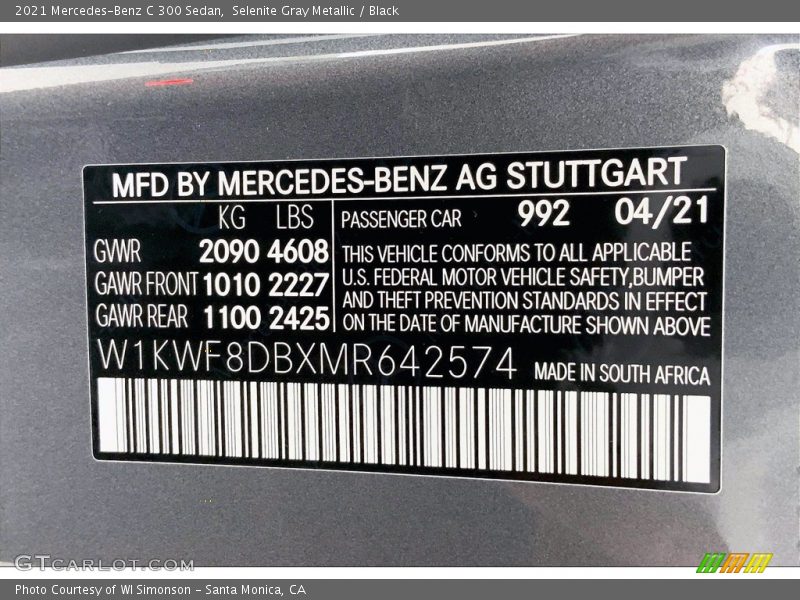 2021 Mercedes-Benz C 300 Sedan, Selenite Gray Metallic / Black
MFD BY MERCEDES-BENZ AG STUTTGART
KG LBS
GVWR 2090 4608
GAWR FRONT 1010 2227
GAWR REAR 1100 2425
PASSENGER CAR 992 04/21
THIS VEHICLE CONFORMS TO ALL APPLICABLE
U.S. FEDERAL MOTOR VEHICLE SAFETY,BUMPER
AND THEFT PREVENTION STANDARDS IN EFFECT
ON THE DATE OF MANUFACTURE SHOWN ABOVE
W1KWF8DBXMR642574 MADE IN SOUTH AFRICA
GTCARLOT.COM
Photo Courtesy of WI Simonson - Santa Monica, CA